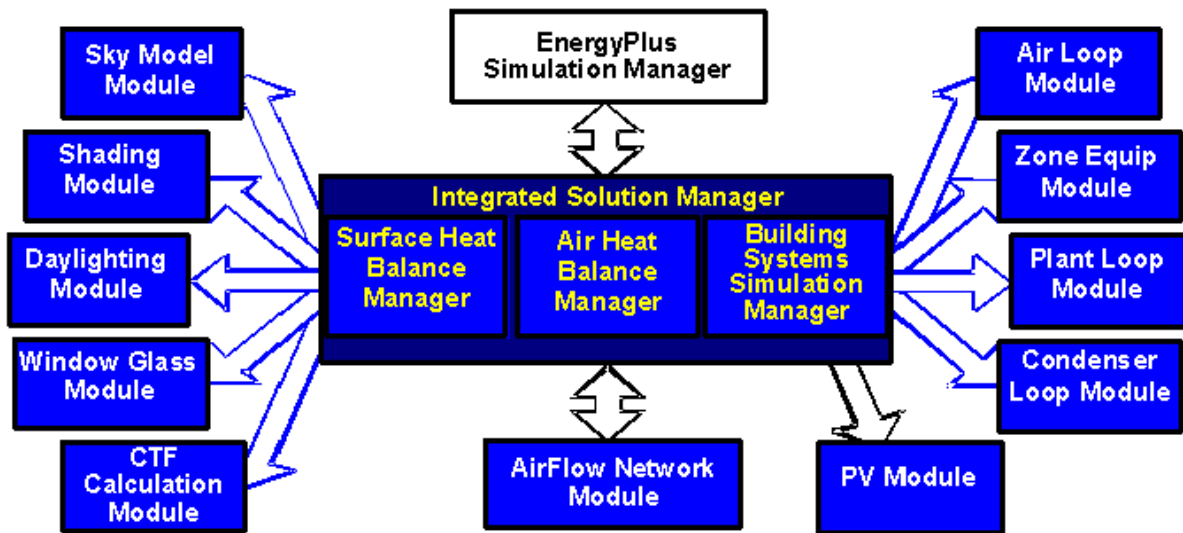 EnergyPlus
Simulation Manager
Sky Model
Module
Shading
Module
Daylighting
Module
Window Glass
Module
CTF
Calculation
Module
Integrated Solution Manager
Surface Heat
Balance
Manager
Air Heat
Balance
Manager
Building
Systems
Simulation
Manager
AirFlow Network
Module
PV Module
Air Loop
Module
Zone Equip
Module
Plant Loop
Module
Condenser
Loop Module